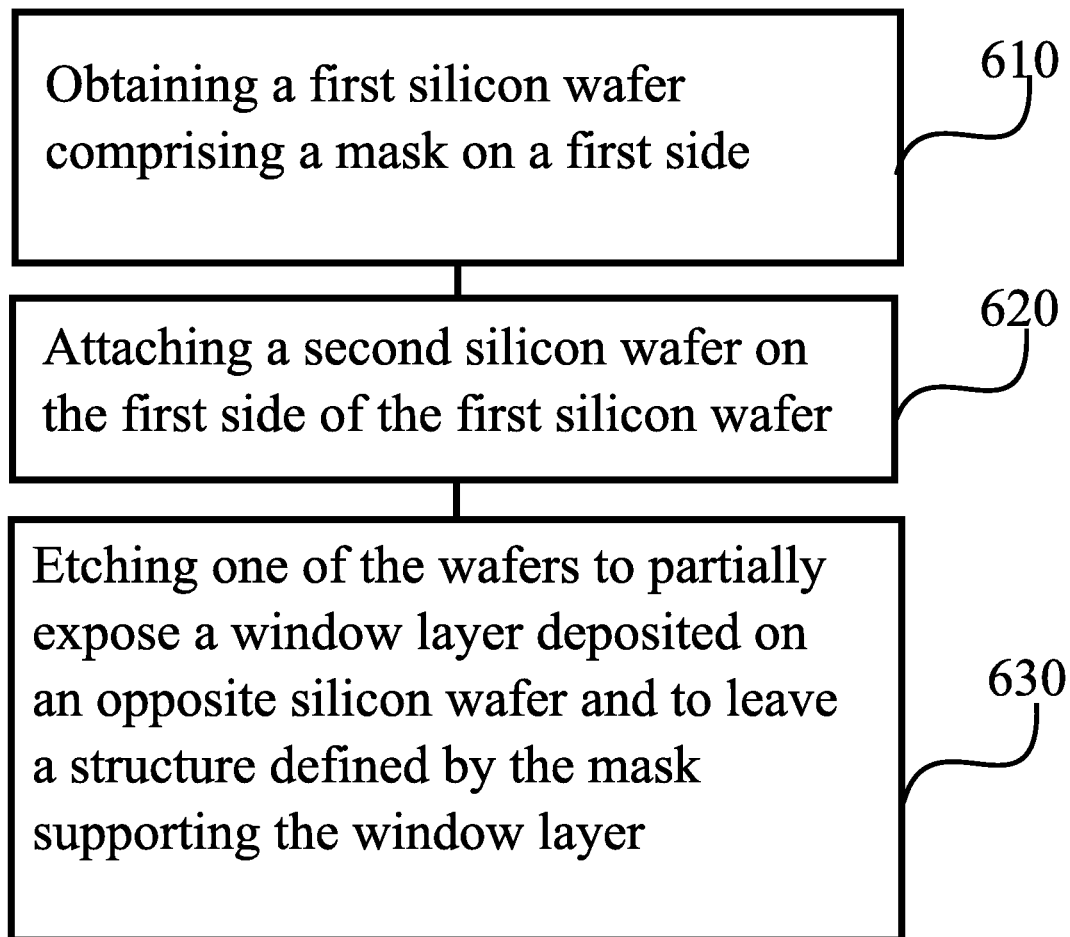 Obtaining a first silicon wafer
comprising a mask on a first side
610
Attaching a second silicon wafer on
the first side of the first silicon wafer
620
Etching one of the wafers to partially
expose a window layer deposited on
an opposite silicon wafer and to leave
a structure defined by the mask
supporting the window layer
630